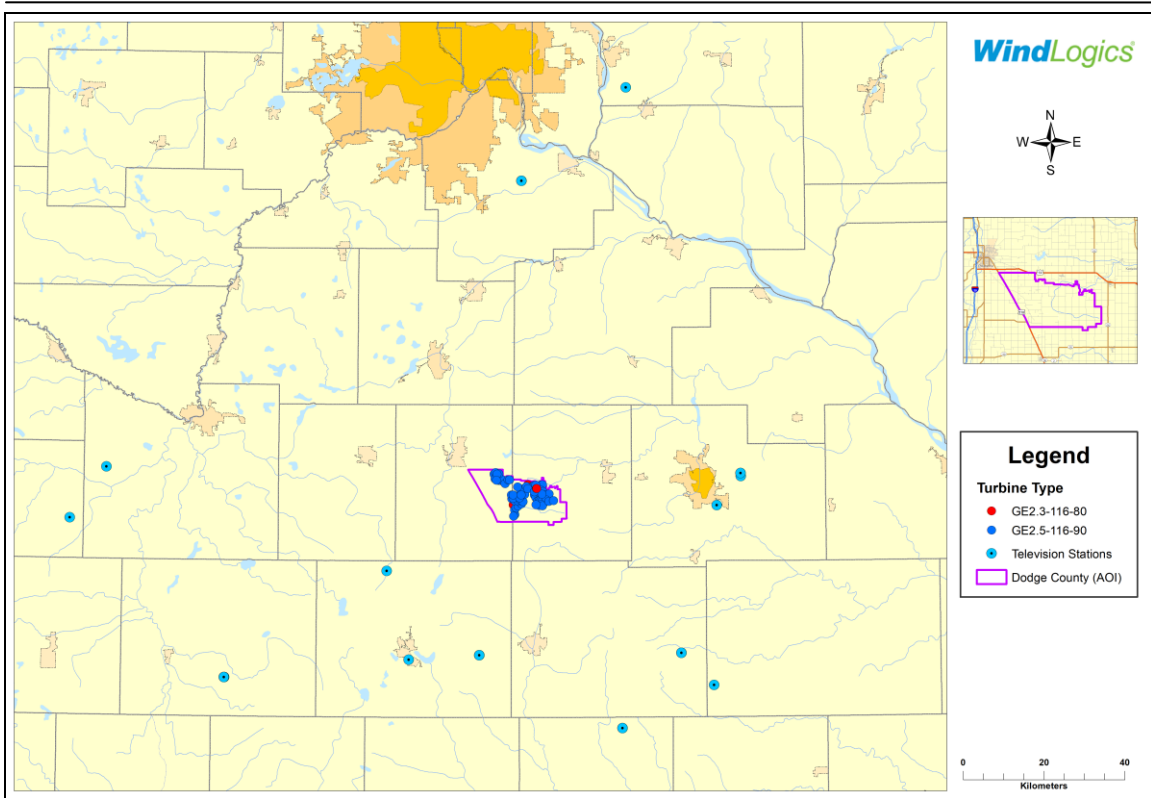 WindLogics®
N
W E
S
Legend
Turbine Type
GE2.3-116-80
GE2.5-116-90
Television Stations
Dodge County (AOI)
0 20 40
Kilometers